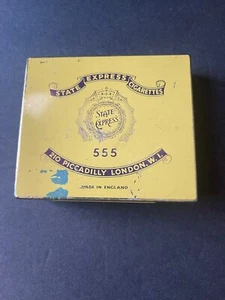 STATE EXPRESS CIGARETTES
STATE
EXPRESS
555
210 PICCADILLY LONDON, W.1.
MADE IN ENGLAND